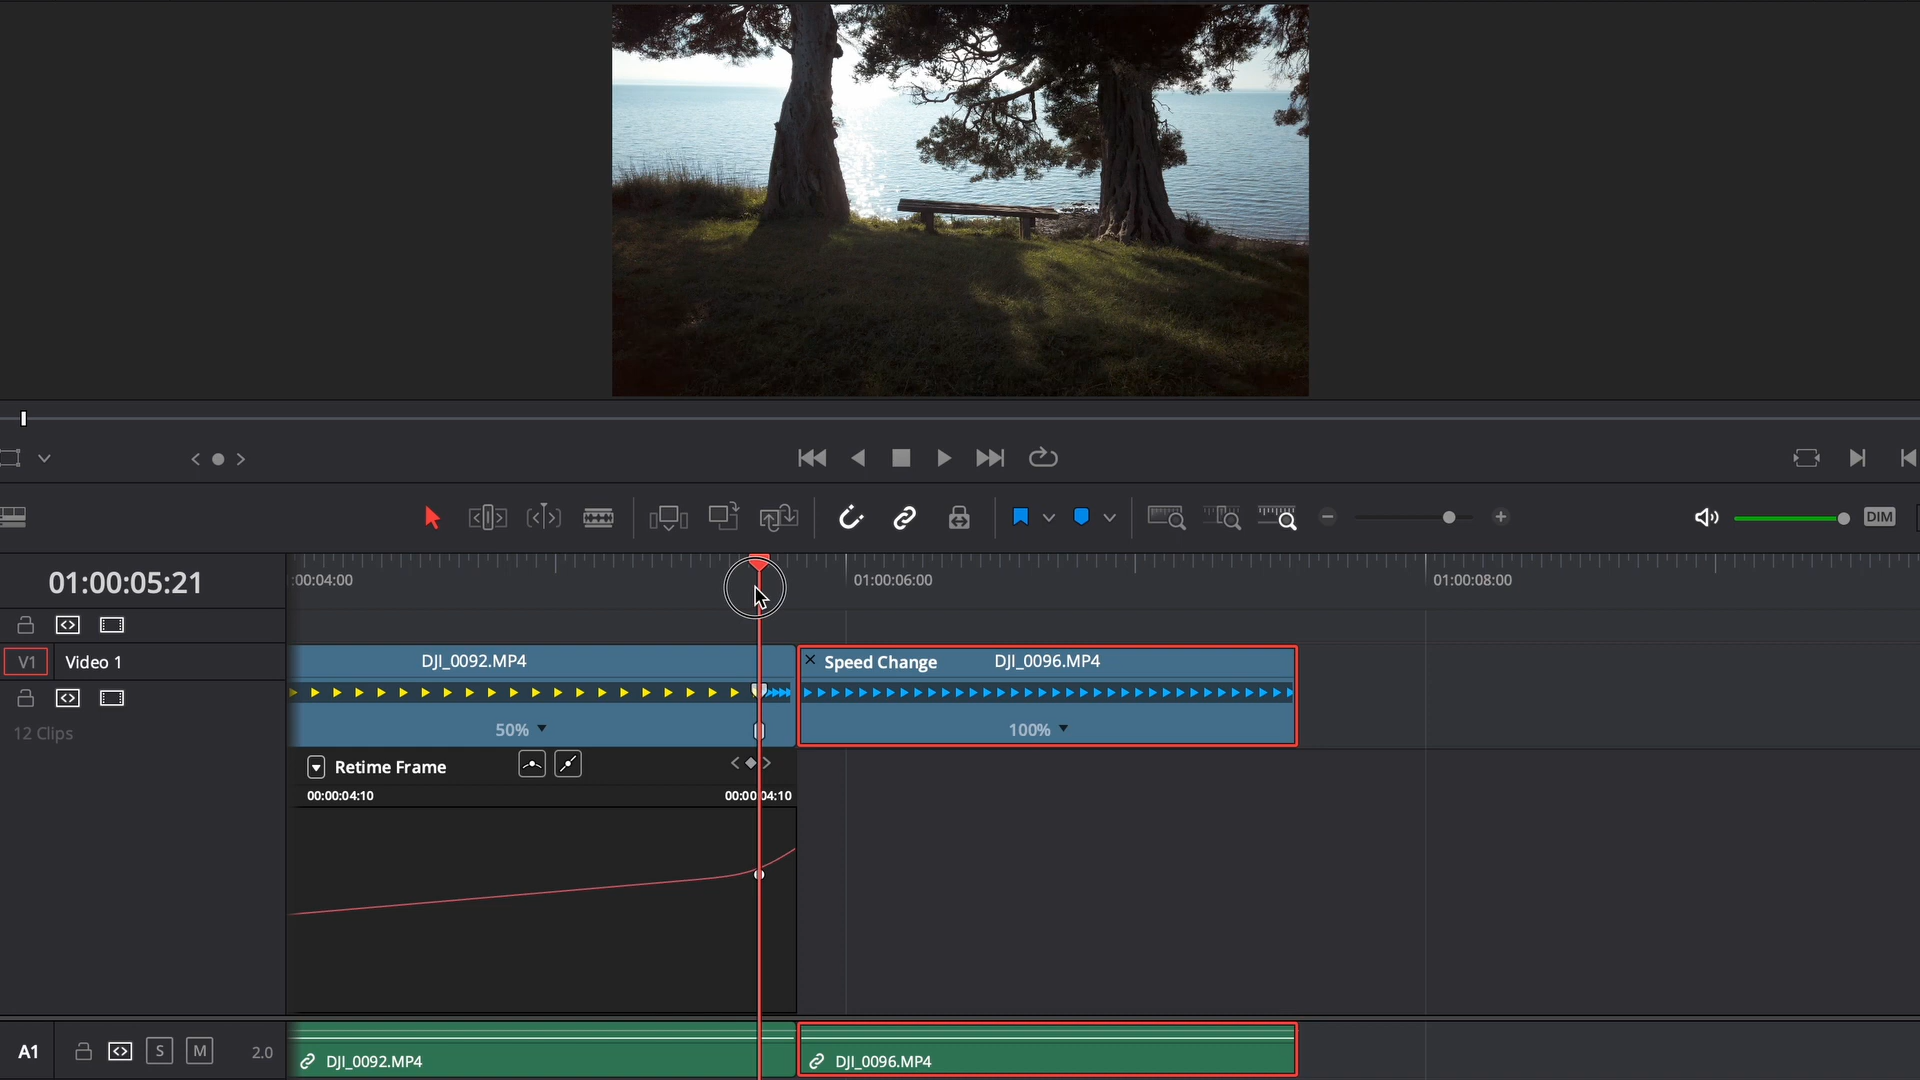 DIM
01:00:05:21
:00:04:00
01:00:06:00
01:00:08:00
V1
Video 1
DJI_0092.MP4
Speed Change
DJI_0096.MP4
12 Clips
50%
100%
Retime Frame
00:00:04:10
00:00:04:10
A1
S
M
2.0
DJI_0092.MP4
DJI_0096.MP4